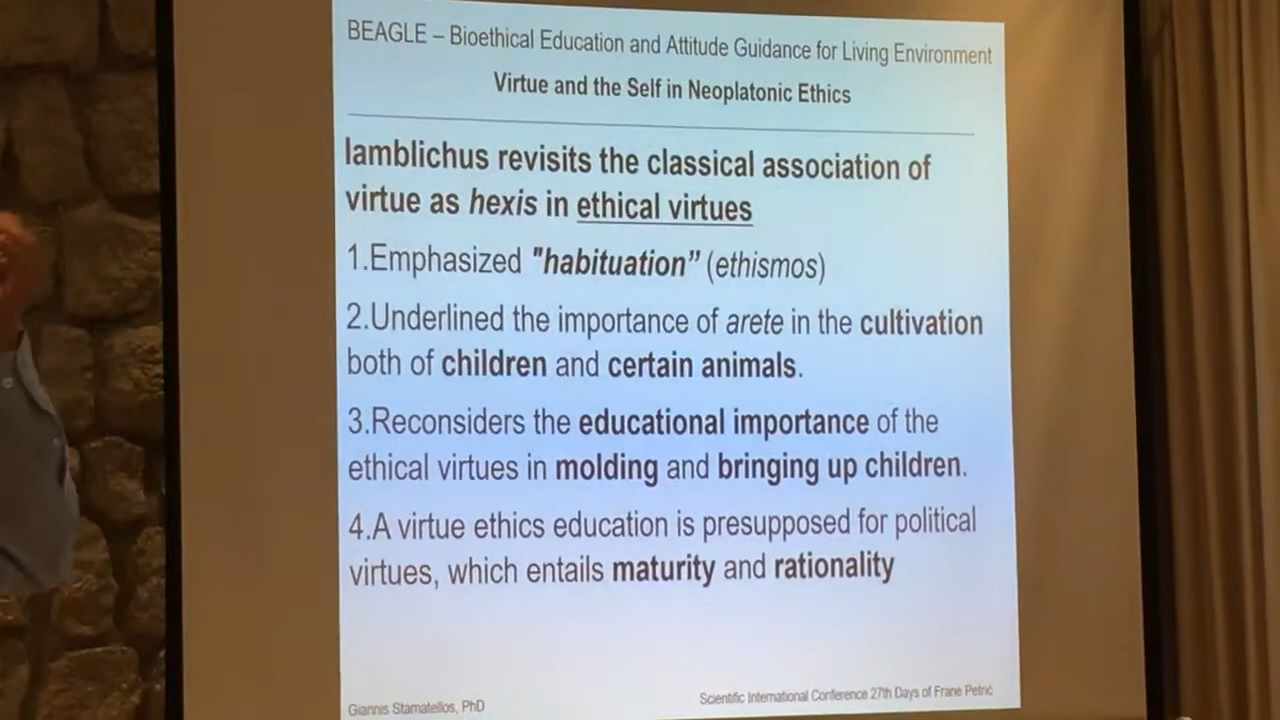 BEAGLE – Bioethical Education and Attitude Guidance for Living Environment
Virtue and the Self in Neoplatonic Ethics
Iamblichus revisits the classical association of
virtue as hexis in ethical virtues
1.Emphasized "habituation” (ethismos)
2.Underlined the importance of arete in the cultivation
both of children and certain animals.
3.Reconsiders the educational importance of the
ethical virtues in molding and bringing up children.
4.A virtue ethics education is presupposed for political
virtues, which entails maturity and rationality
Giannis Stamatellos, PhD
Scientific International Conference 27th Days of Frane Petrić